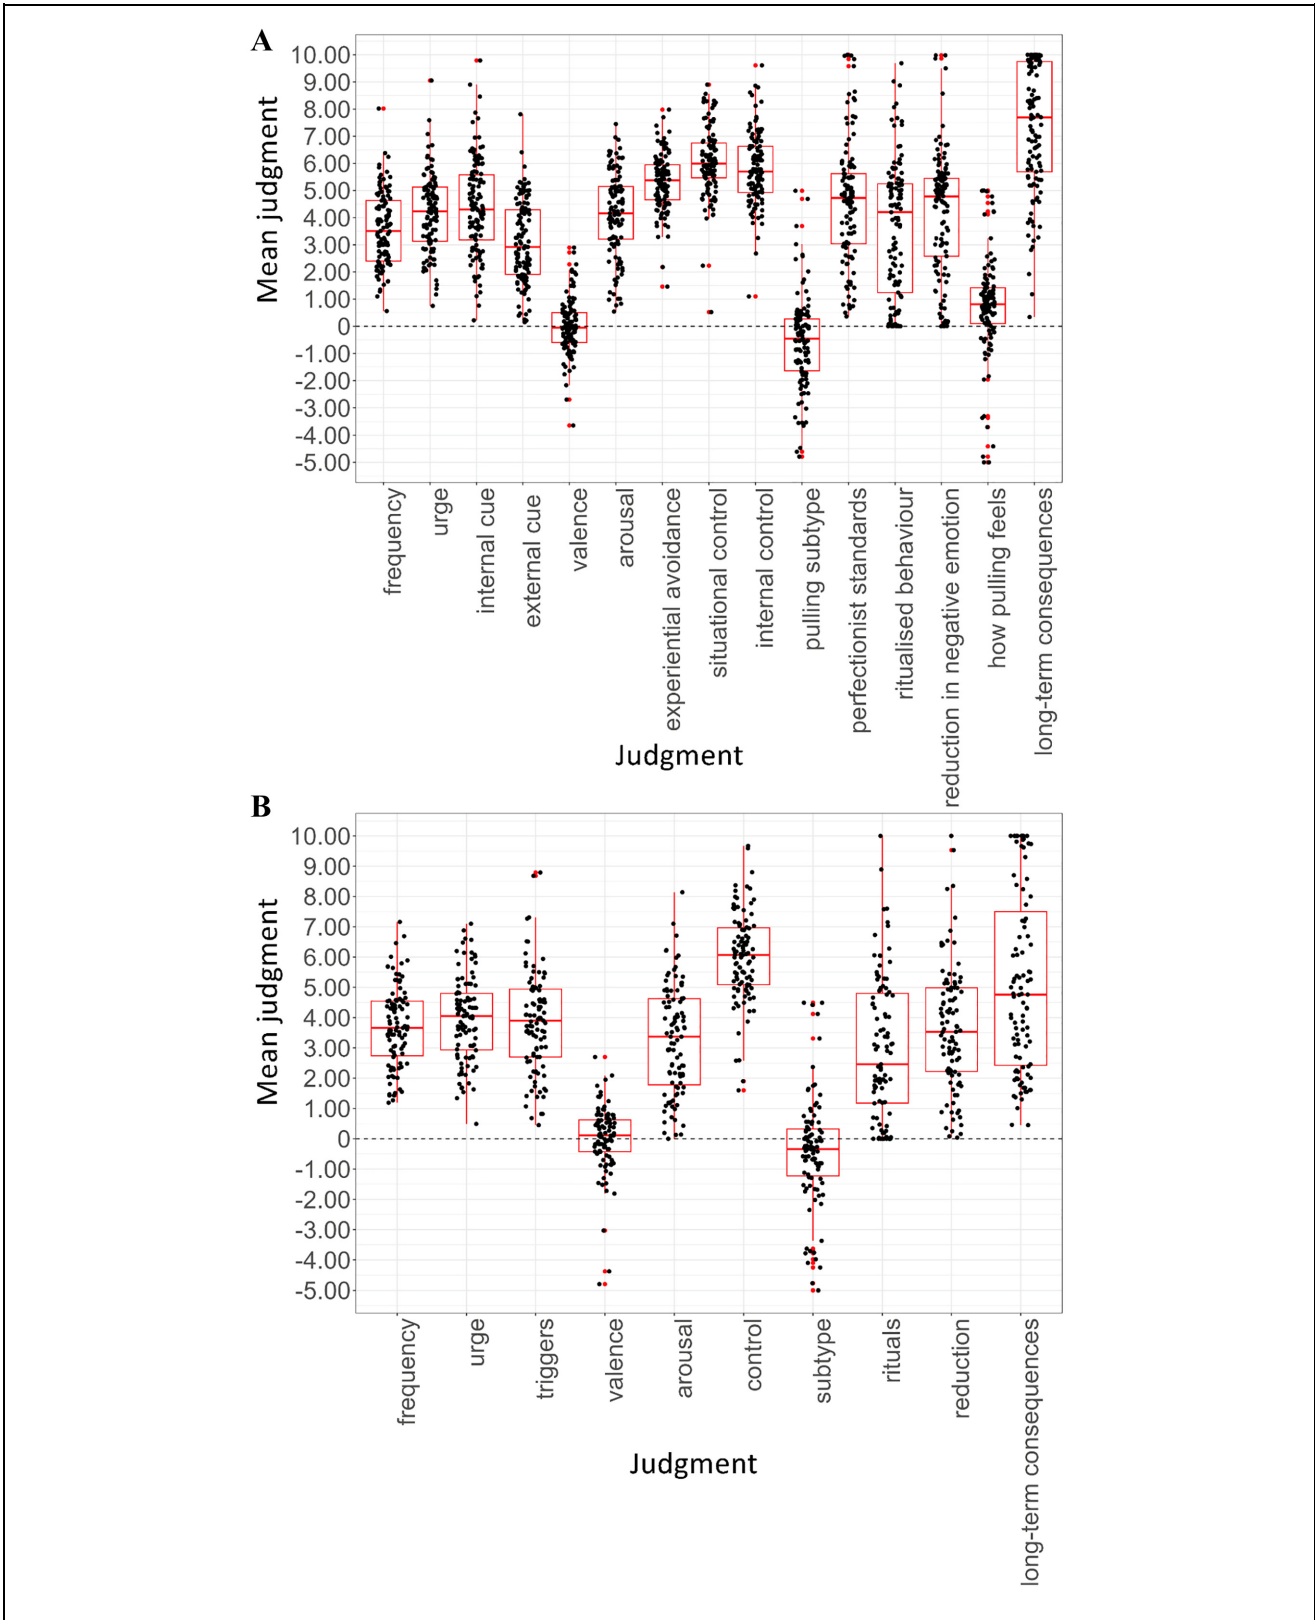 A
10.00
9.00
8.00
7.00
6.00
5.00
4.00
3.00
2.00
1.00
0
-1.00
-2.00
-3.00
-4.00
-5.00
Mean judgment
frequency
urge
internal cue
external cue
valence
arousal
experiential avoidance
situational control
internal control
pulling subtype
perfectionist standards
ritualised behaviour
reduction in negative emotion
how pulling feels
long-term consequences
Judgment
B
10.00
9.00
8.00
7.00
6.00
5.00
4.00
3.00
2.00
1.00
0
-1.00
-2.00
-3.00
-4.00
-5.00
Mean judgment
frequency
urge
triggers
valence
arousal
control
subtype
rituals
reduction
long-term consequences
Judgment